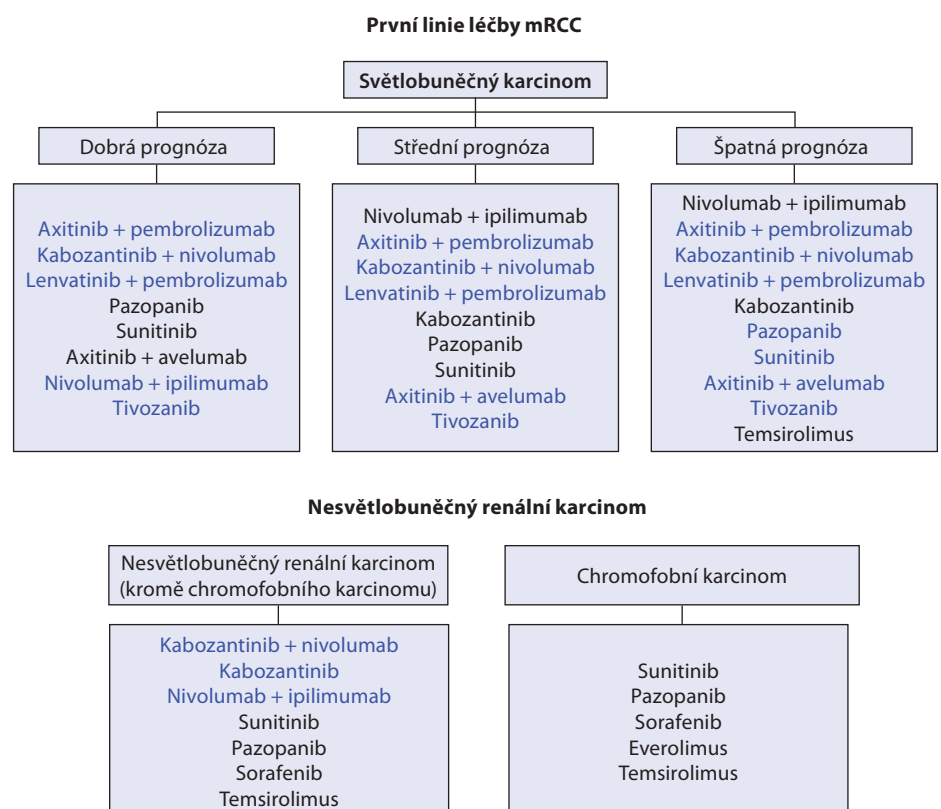 První linie léčby mRCC
Světlobuněčný karcinom
Dobrá prognóza
Axitinib + pembrolizumab
Kabozantinib + nivolumab
Lenvatinib + pembrolizumab
Pazopanib
Sunitinib
Axitinib + avelumab
Nivolumab + ipilimumab
Tivozanib
Střední prognóza
Nivolumab + ipilimumab
Axitinib + pembrolizumab
Kabozantinib + nivolumab
Lenvatinib + pembrolizumab
Kabozantinib
Pazopanib
Sunitinib
Axitinib + avelumab
Tivozanib
Špatná prognóza
Nivolumab + ipilimumab
Axitinib + pembrolizumab
Kabozantinib + nivolumab
Lenvatinib + pembrolizumab
Kabozantinib
Pazopanib
Sunitinib
Axitinib + avelumab
Tivozanib
Temsirolimus
Nesvětlobuněčný renální karcinom
Nesvětlobuněčný renální karcinom
(kromě chromofobního karcinomu)
Kabozantinib + nivolumab
Kabozantinib
Nivolumab + ipilimumab
Sunitinib
Pazopanib
Sorafenib
Temsirolimus
Chromofobní karcinom
Sunitinib
Pazopanib
Sorafenib
Everolimus
Temsirolimus